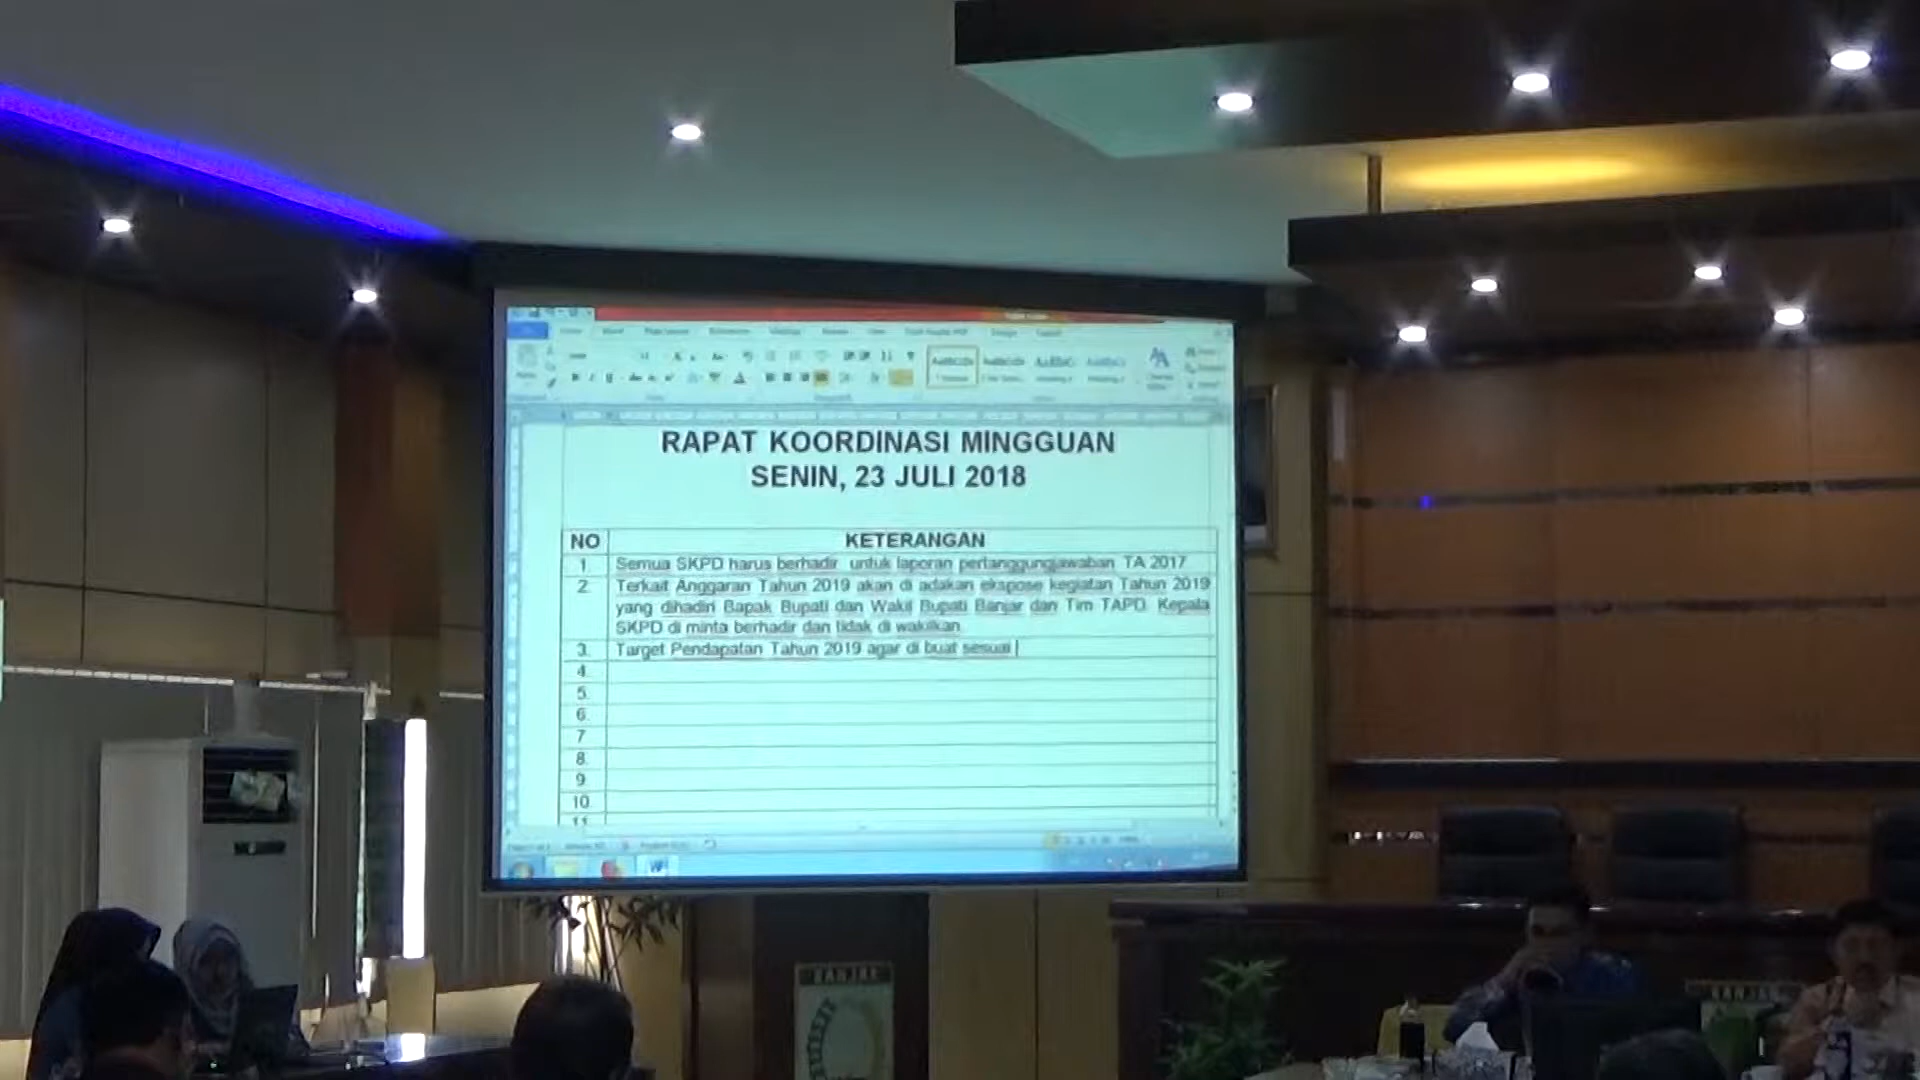 RAPAT KOORDINASI MINGGUAN
SENIN, 23 JULI 2018
NO KETERANGAN
1. Semua SKPD harus berhadir untuk laporan pertanggungjawaban TA 2017
2. Terkait Anggaran Tahun 2019 akan di adakan ekspose kegiatan Tahun 2019
yang dihadiri Bapak Bupati dan Wakil Bupati Banjar dan Tim TAPD. Kepala
SKPD di minta berhadir dan tidak di wakilkan.
3. Target Pendapatan Tahun 2019 agar di buat sesuai
4.
5.
6.
7.
8.
9.
10.
11.
BANJAR
BANJAR